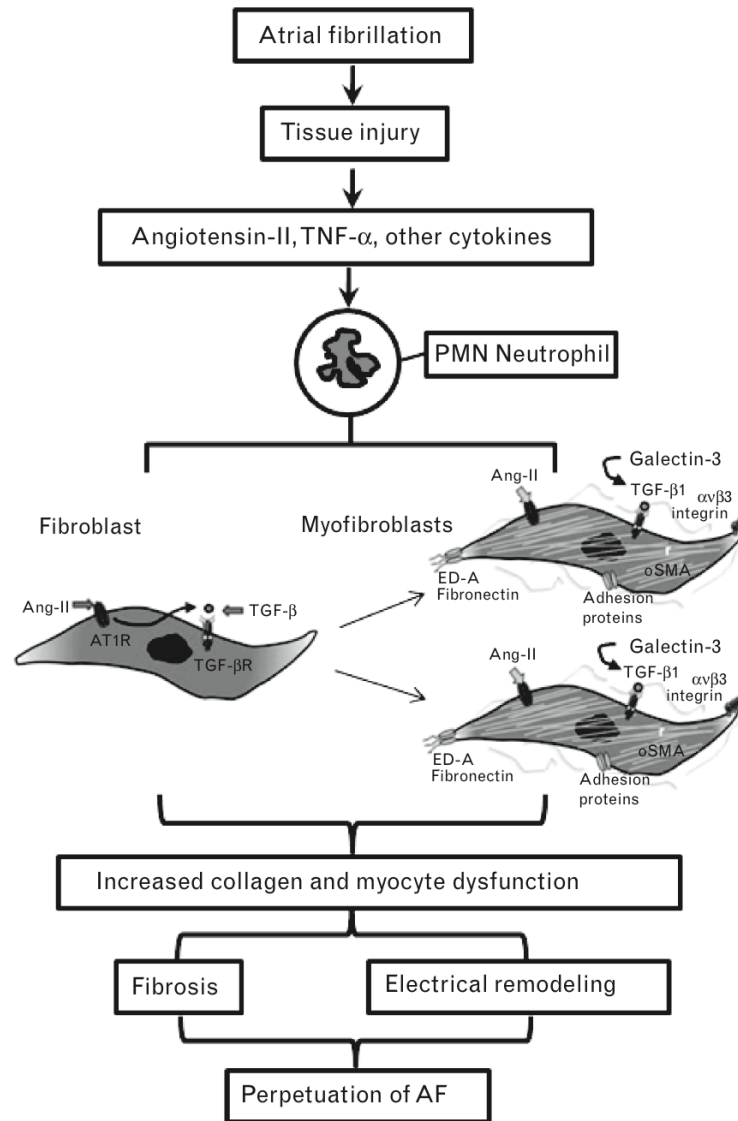 Atrial fibrillation
Tissue injury
Angiotensin-II, TNF-α, other cytokines
PMN Neutrophil
Fibroblast
Ang-II
AT1R
TGF-β
TGF-βR
Myofibroblasts
Ang-II
Galectin-3
TGF-β1
αvβ3
integrin
oSMA
ED-A
Fibronectin
Adhesion
proteins
Ang-II
Galectin-3
TGF-β1
αvβ3
integrin
oSMA
ED-A
Fibronectin
Adhesion
proteins
Increased collagen and myocyte dysfunction
Fibrosis
Electrical remodeling
Perpetuation of AF